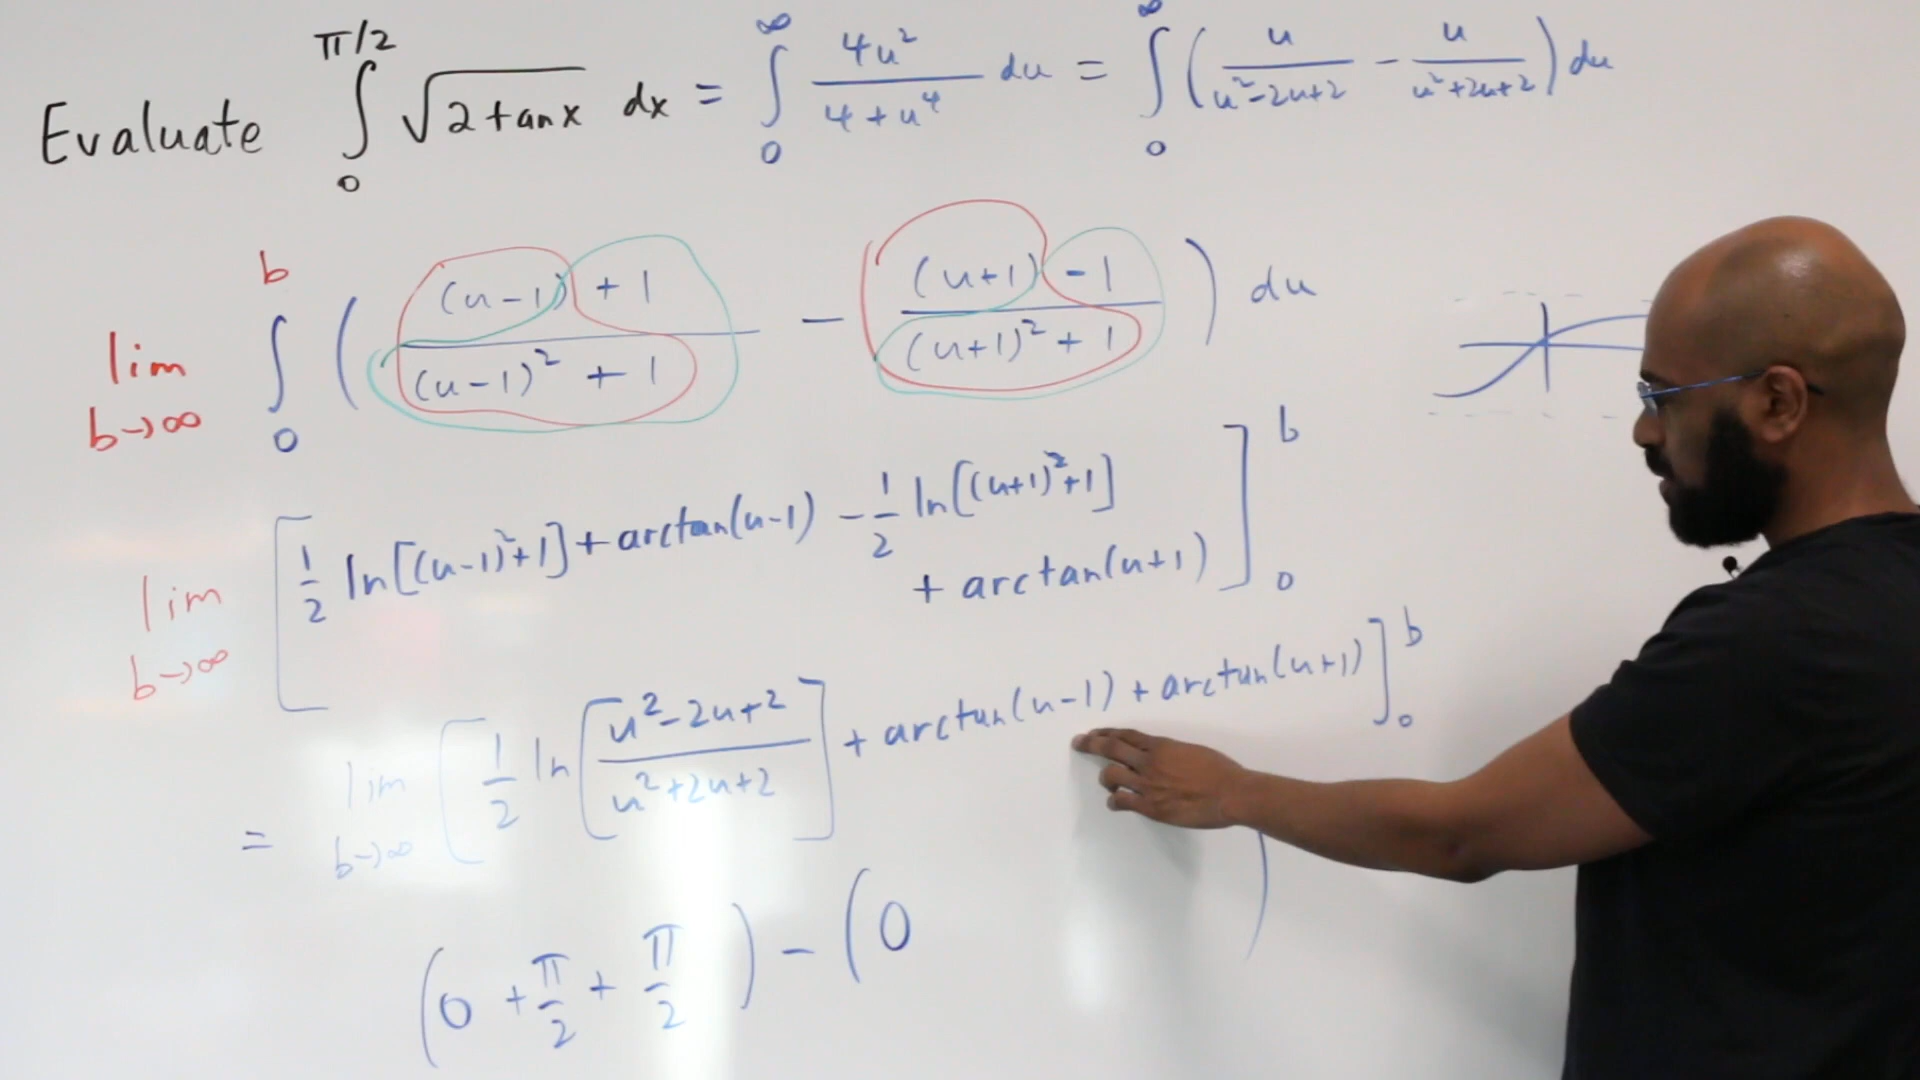 Evaluate ∫₀^{π/2} √(2tanx) dx = ∫₀^∞ 4u²/(4+u⁴) du = ∫₀^∞ (u/(u²-2u+2) - u/(u²+2u+2)) du
lim b→∞ ∫₀^b (((u-1)+1)/((u-1)²+1) - ((u+1)-1)/((u+1)²+1)) du
lim b→∞ [1/2 ln[(u-1)²+1] + arctan(u-1) - 1/2 ln[(u+1)²+1]
+ arctan(u+1)]₀^b
= lim b→∞ [1/2 ln[(u²-2u+2)/(u²+2u+2)] + arctan(u-1) + arctan(u+1)]₀^b
(0 + π/2 + π/2) - (0 )